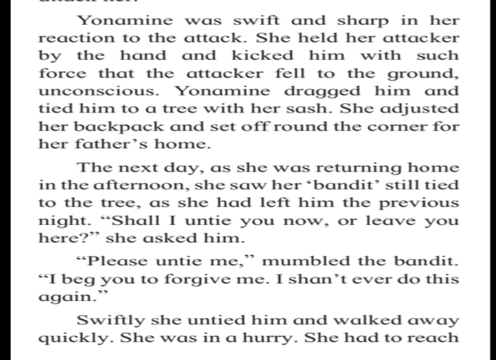 Yonamine was swift and sharp in her
reaction to the attack. She held her attacker
by the hand and kicked him with such
force that the attacker fell to the ground,
unconscious. Yonamine dragged him and
tied him to a tree with her sash. She adjusted
her backpack and set off round the corner for
her father’s home.
The next day, as she was returning home
in the afternoon, she saw her ‘bandit’ still tied
to the tree, as she had left him the previous
night. “Shall I untie you now, or leave you
here?” she asked him.
“Please untie me,” mumbled the bandit.
“I beg you to forgive me. I shan’t ever do this
again.”
Swiftly she untied him and walked away
quickly. She was in a hurry. She had to reach